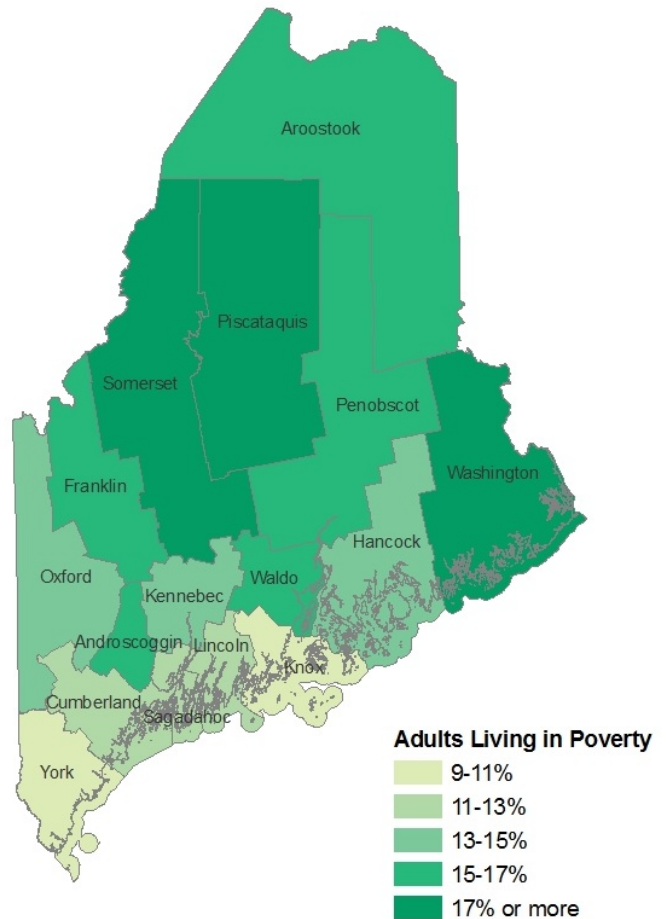 Aroostook
Piscataquis
Somerset
Penobscot
Washington
Franklin
Hancock
Oxford
Waldo
Kennebec
Androscoggin
Lincoln
Knox
Cumberland
Sagadahoc
York
Adults Living in Poverty
9-11%
11-13%
13-15%
15-17%
17% or more